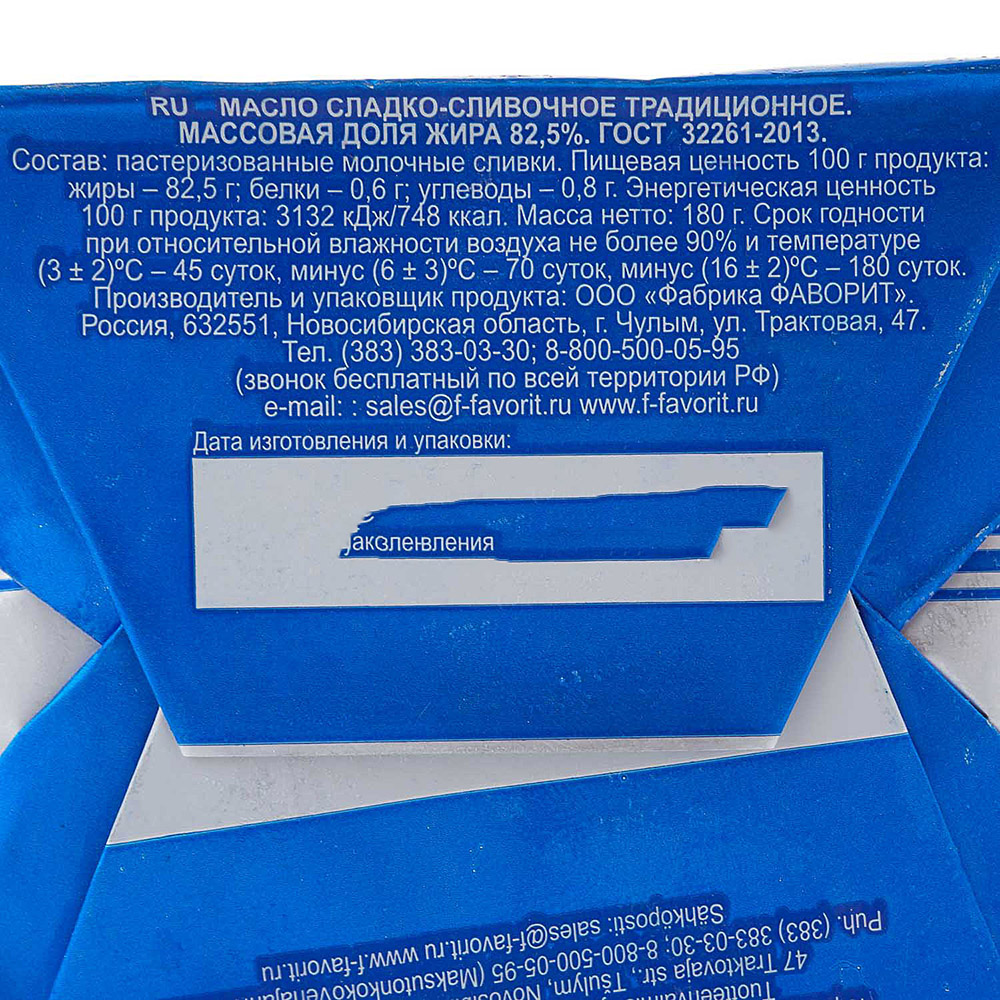 RU МАСЛО СЛАДКО-СЛИВОЧНОЕ ТРАДИЦИОННОЕ.
МАССОВАЯ ДОЛЯ ЖИРА 82,5%. ГОСТ 32261-2013.
Состав: пастеризованные молочные сливки. Пищевая ценность 100 г продукта:
жиры – 82,5 г; белки – 0,6 г; углеводы – 0,8 г. Энергетическая ценность
100 г продукта: 3132 кДж/748 ккал. Масса нетто: 180 г. Срок годности
при относительной влажности воздуха не более 90% и температуре
(3 ± 2)ºС – 45 суток, минус (6 ± 3)ºС – 70 суток, минус (16 ± 2)ºС – 180 суток.
Производитель и упаковщик продукта: ООО «Фабрика ФАВОРИТ».
Россия, 632551, Новосибирская область, г. Чулым, ул. Трактовая, 47.
Тел. (383) 383-03-30; 8-800-500-05-95
(звонок бесплатный по всей территории РФ)
e-mail: : sales@f-favorit.ru www.f-favorit.ru
Дата изготовления и упаковки:
47 Traktovaja str., Tšulym,
Puh. (383) 383-03-30; 8-800-500-05-95
Sähköposti: sales@f-favorit.ru www.f-favorit.ru